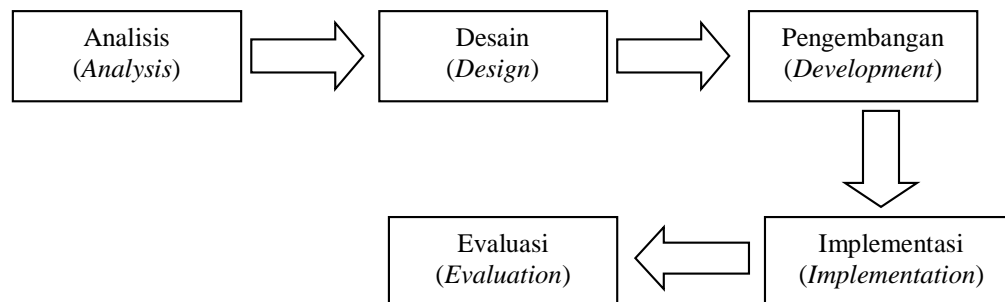 Analisis
(Analysis)
Desain
(Design)
Pengembangan
(Development)
Implementasi
(Implementation)
Evaluasi
(Evaluation)